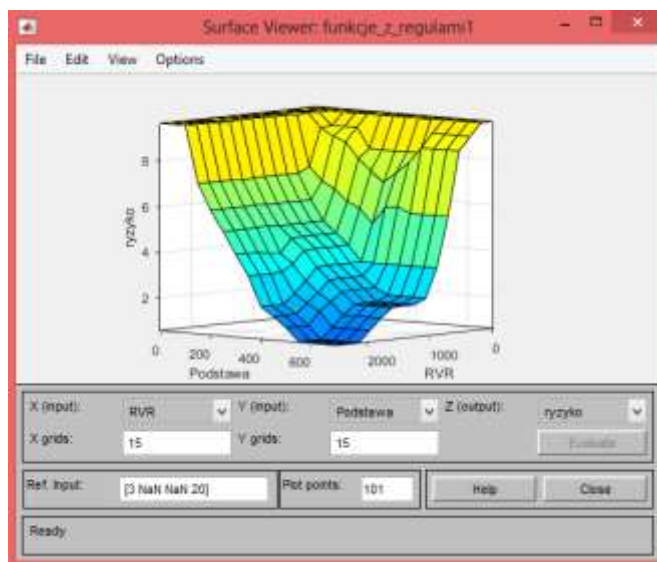 Surface Viewer: funkcje_z_regulami1
File Edit View Options
8
6
4
2
ryzyko
0 200 400 600 2000 1000 0
Podstawa RVR
X (input): RVR Y (input): Podstawa Z (output): ryzyko
X grids: 15 Y grids: 15 Evaluate
Ref. Input: [3 NaN NaN 20] Plot points: 101 Help Close
Ready